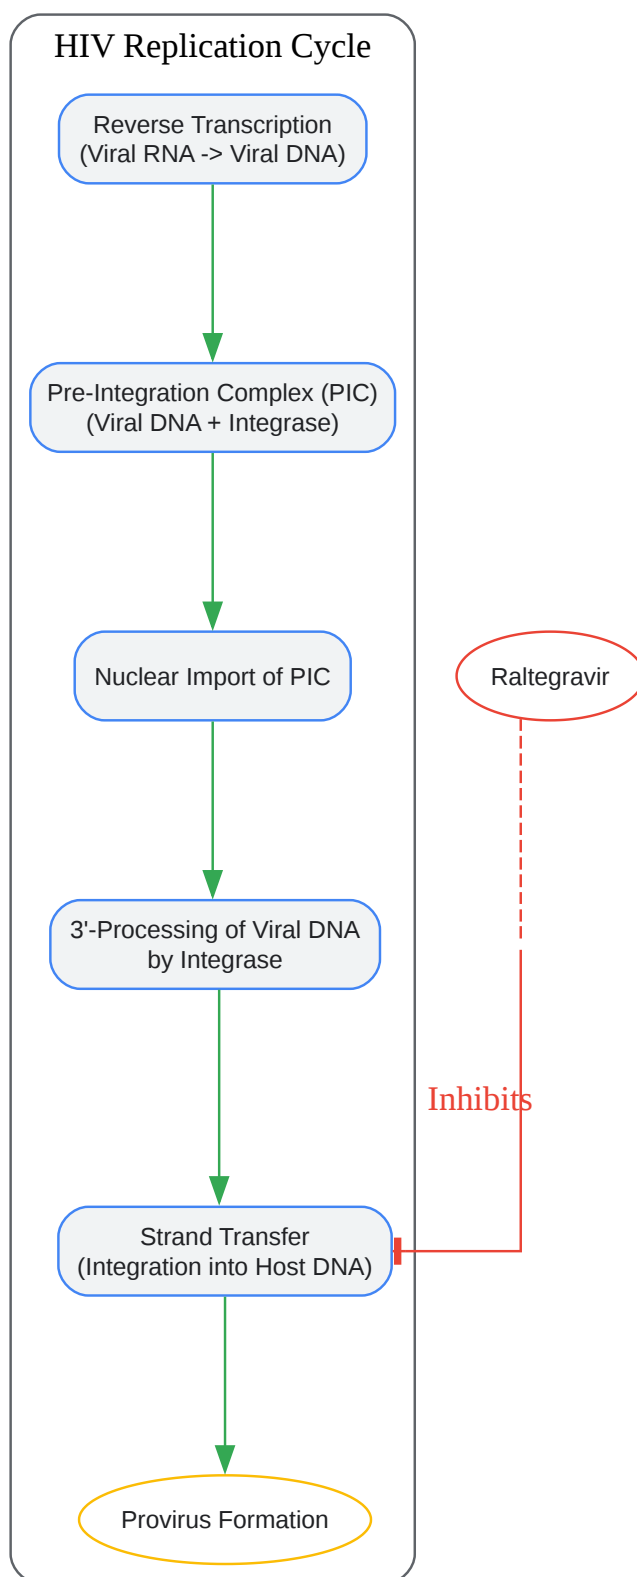 HIV Replication Cycle
Reverse Transcription
(Viral RNA -> Viral DNA)
Pre-Integration Complex (PIC)
(Viral DNA + Integrase)
Nuclear Import of PIC
Raltegravir
3'-Processing of Viral DNA
by Integrase
Inhibits
Strand Transfer
(Integration into Host DNA)
Provirus Formation